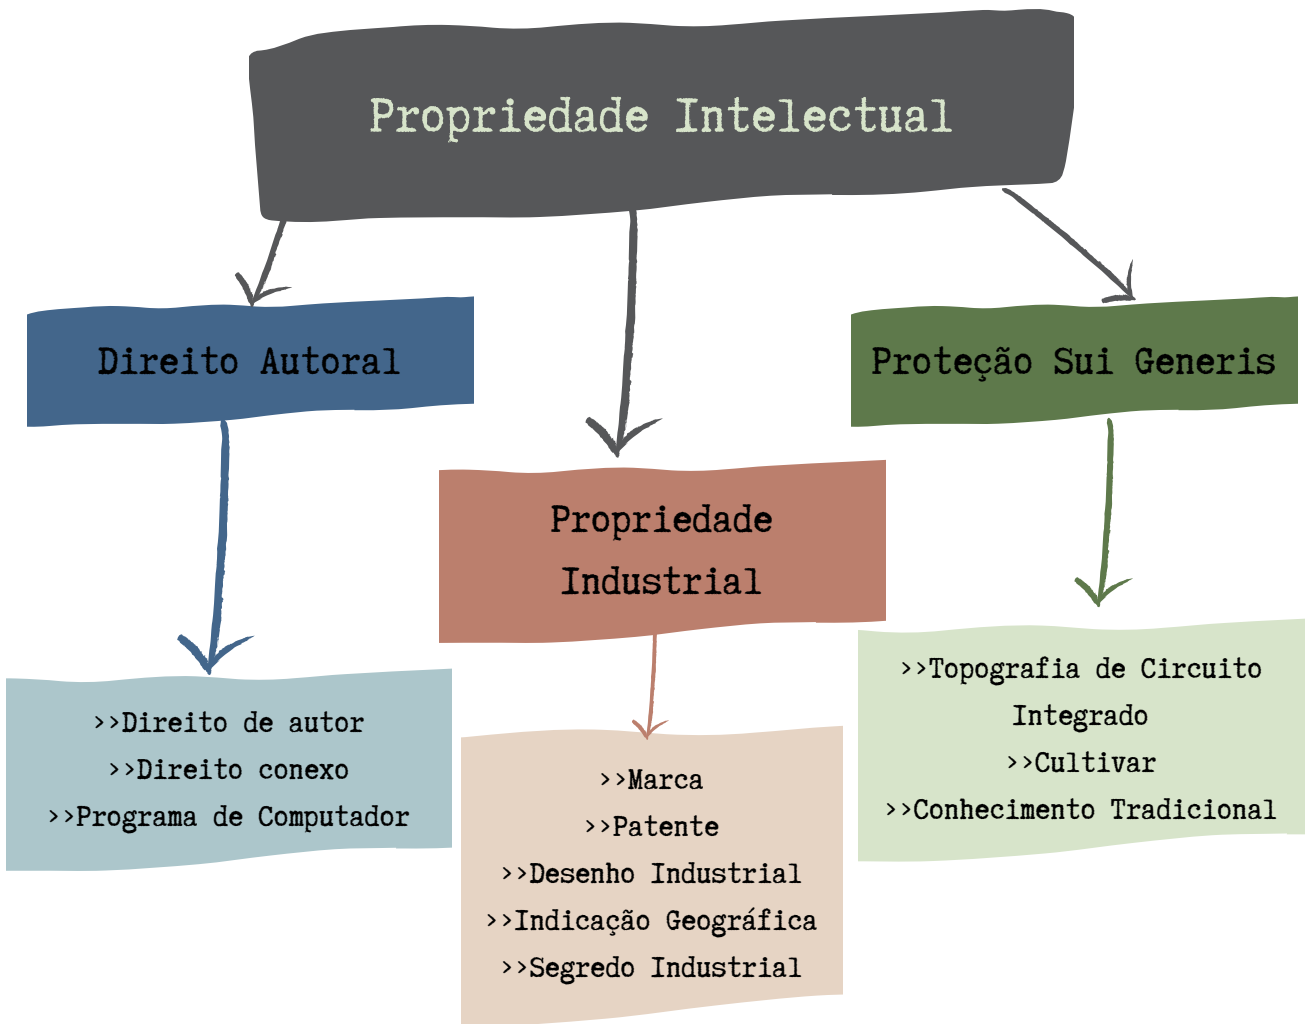 Propriedade Intelectual
Direito Autoral
Proteção Sui Generis
Propriedade
Industrial
>>Direito de autor
>>Direito conexo
>>Programa de Computador
>>Marca
>>Patente
>>Desenho Industrial
>>Indicação Geográfica
>>Segredo Industrial
>>Topografia de Circuito
Integrado
>>Cultivar
>>Conhecimento Tradicional